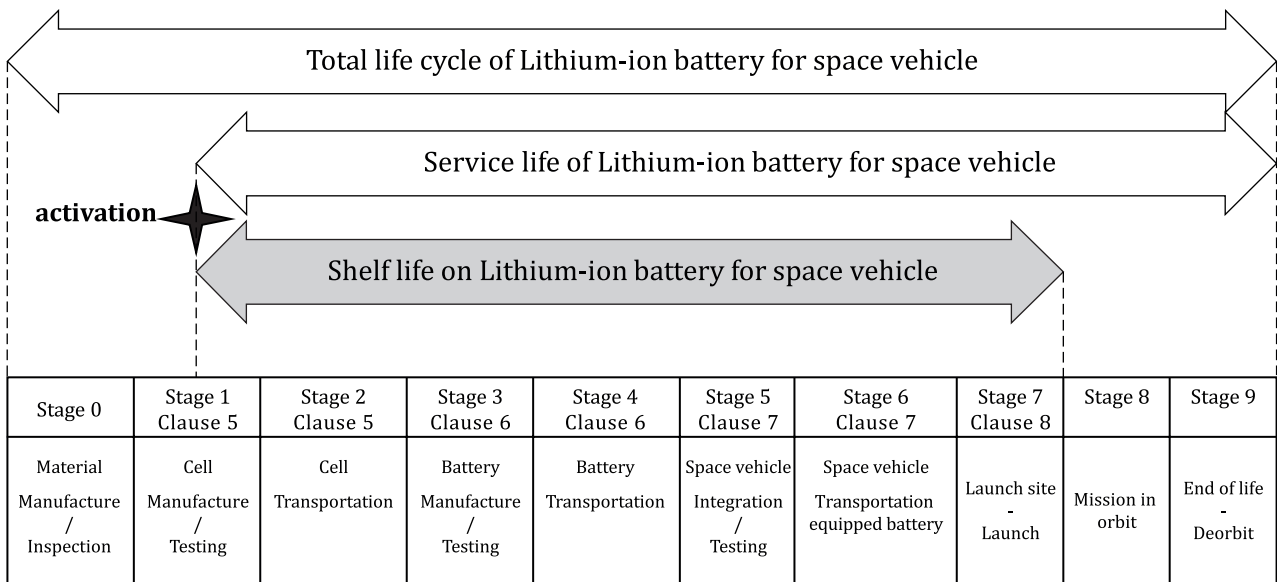 Total life cycle of Lithium-ion battery for space vehicle
Service life of Lithium-ion battery for space vehicle
activation
Shelf life on Lithium-ion battery for space vehicle
Stage 0
Stage 1
Clause 5
Stage 2
Clause 5
Stage 3
Clause 6
Stage 4
Clause 6
Stage 5
Clause 7
Stage 6
Clause 7
Stage 7
Clause 8
Stage 8
Stage 9
Material
Manufacture
/
Inspection
Cell
Manufacture
/
Testing
Cell
Transportation
Battery
Manufacture
/
Testing
Battery
Transportation
Space vehicle
Integration
/
Testing
Space vehicle
Transportation
equipped battery
Launch site
-
Launch
Mission in
orbit
End of life
-
Deorbit